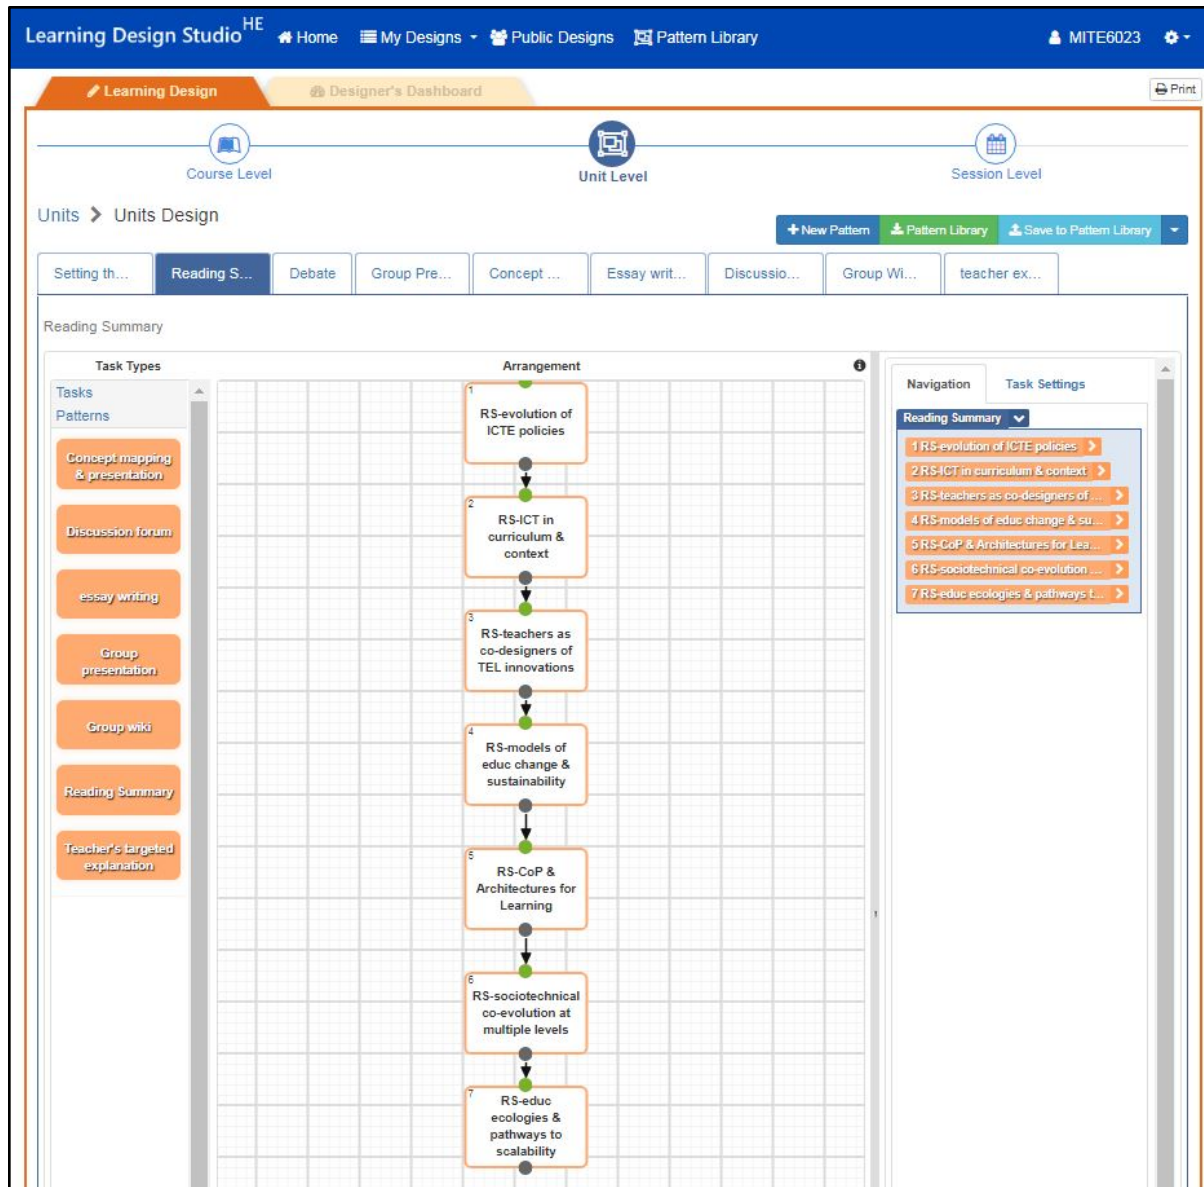 Learning Design Studio HE
Home
My Designs
Public Designs
Pattern Library
MITE6023
Learning Design
Designer's Dashboard
Print
Course Level
Unit Level
Session Level
Units
Units Design
New Pattern
Pattern Library
Save to Pattern Library
Setting th...
Reading S...
Debate
Group Pre...
Concept ...
Essay writ...
Discussio...
Group Wi...
teacher ex...
Reading Summary
Task Types
Tasks
Patterns
Concept mapping
& presentation
Discussion forum
essay writing
Group
presentation
Group wiki
Reading Summary
Teacher's targeted
explanation
Arrangement
1
RS-evolution of
ICTE policies
2
RS-ICT in
curriculum &
context
3
RS-teachers as
co-designers of
TEL innovations
4
RS-models of
educ change &
sustainability
5
RS-CoP &
Architectures for
Learning
6
RS-sociotechnical
co-evolution at
multiple levels
7
RS-educ
ecologies &
pathways to
scalability
Navigation
Task Settings
Reading Summary
1 RS-evolution of ICTE policies
2 RS-ICT in curriculum & context
3 RS-teachers as co-designers of ...
4 RS-models of educ change & su...
5 RS-CoP & Architectures for Lea...
6 RS-sociotechnical co-evolution ...
7 RS-educ ecologies & pathways t...